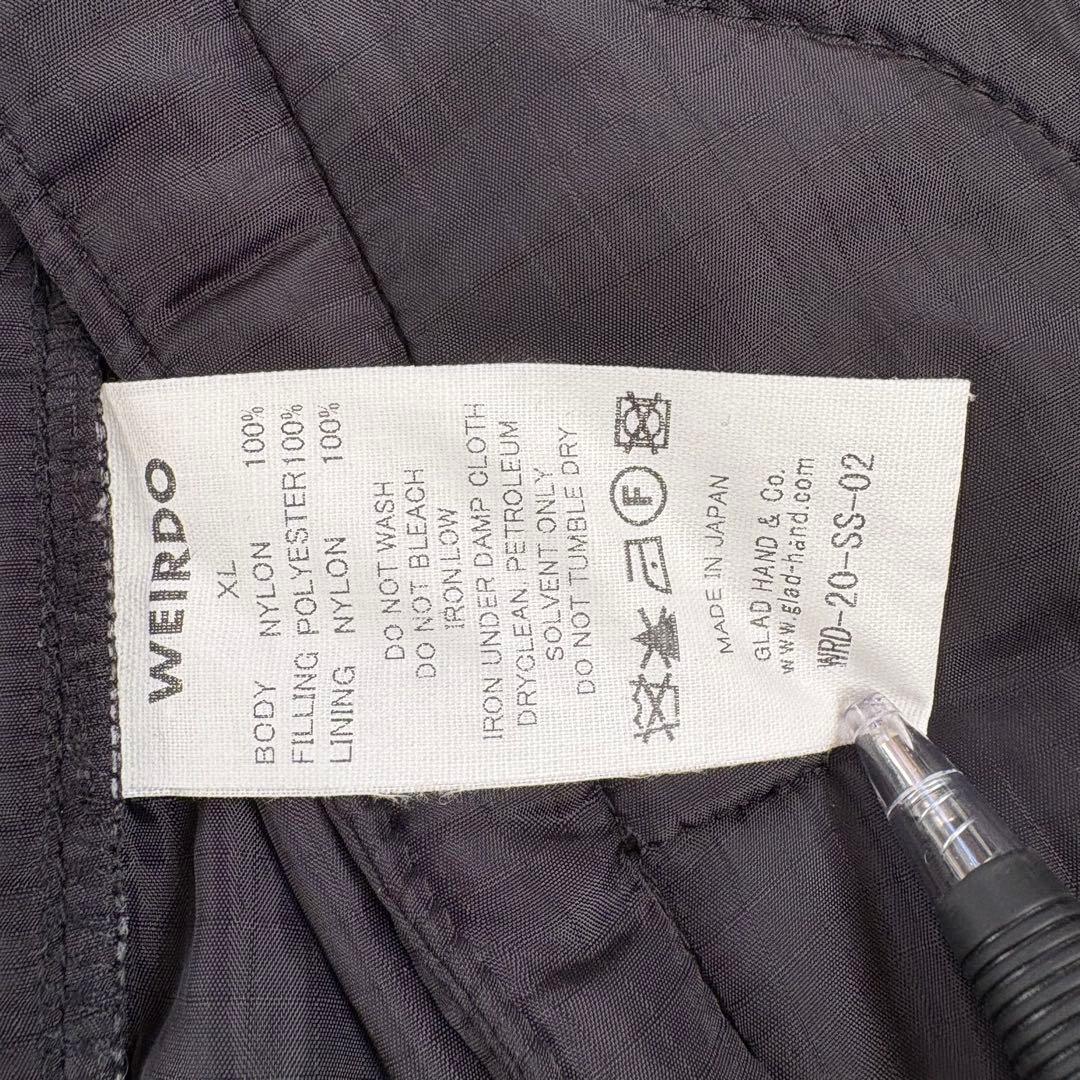 WEIRDO
XL
BODY NYLON 100%
FILLING POLYESTER100%
LINING NYLON 100%
DO NOT WASH
DO NOT BLEACH
IRON.LOW
IRON UNDER DAMP CLOTH
DRYCLEAN, PETROLEUM
SOLVENT ONLY
DO NOT TUMBLE DRY
F
MADE IN JAPAN
GLAD HAND & Co.
www.glad-hand.com
WRD-20-SS-02